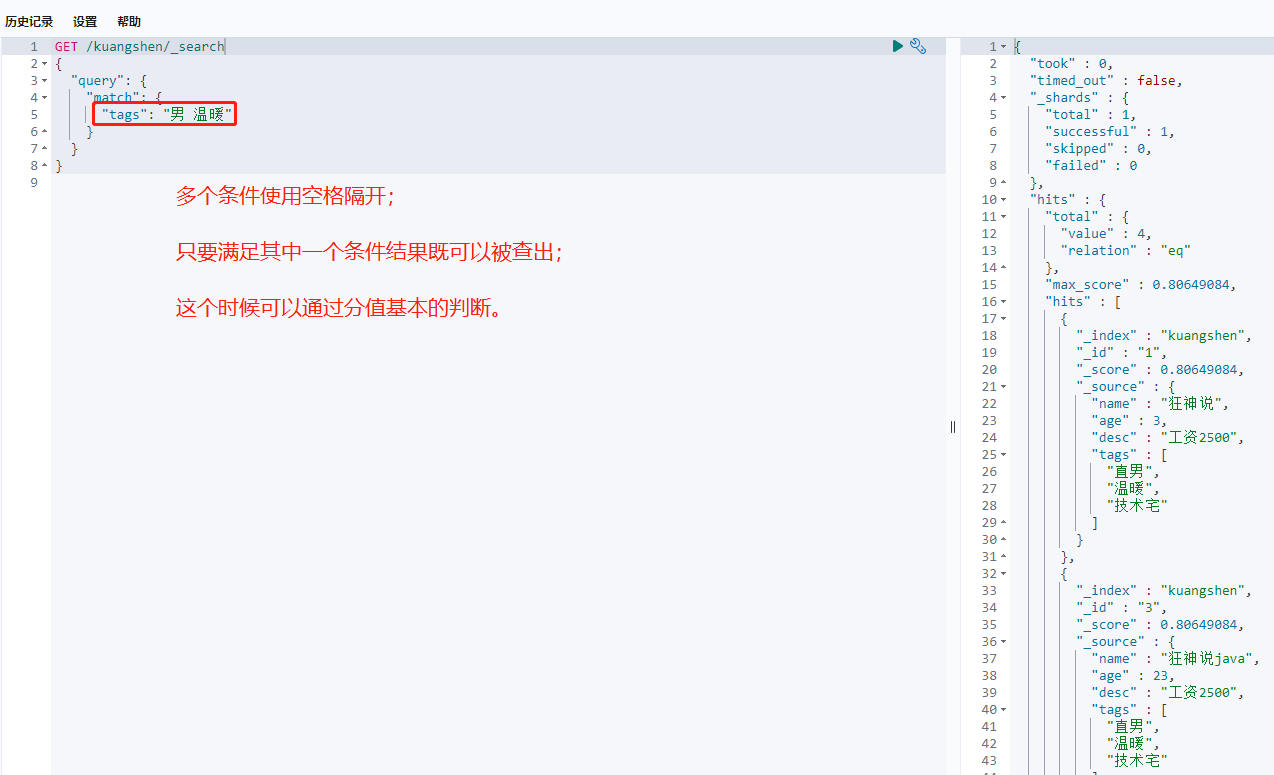 历史记录 设置 帮助
1 GET /kuangshen/_search
2 {
3 "query": {
4 "match": {
5 "tags": "男 温暖"
6 }
7 }
8 }
9
多个条件使用空格隔开;
只要满足其中一个条件结果既可以被查出;
这个时候可以通过分值基本的判断。
1 {
2 "took" : 0,
3 "timed_out" : false,
4 "_shards" : {
5 "total" : 1,
6 "successful" : 1,
7 "skipped" : 0,
8 "failed" : 0
9 },
10 "hits" : {
11 "total" : {
12 "value" : 4,
13 "relation" : "eq"
14 },
15 "max_score" : 0.80649084,
16 "hits" : [
17 {
18 "_index" : "kuangshen",
19 "_id" : "1",
20 "_score" : 0.80649084,
21 "_source" : {
22 "name" : "狂神说",
23 "age" : 3,
24 "desc" : "工资2500",
25 "tags" : [
26 "直男",
27 "温暖",
28 "技术宅"
29 ]
30 }
31 },
32 {
33 "_index" : "kuangshen",
34 "_id" : "3",
35 "_score" : 0.80649084,
36 "_source" : {
37 "name" : "狂神说java",
38 "age" : 23,
39 "desc" : "工资2500",
40 "tags" : [
41 "直男",
42 "温暖",
43 "技术宅"